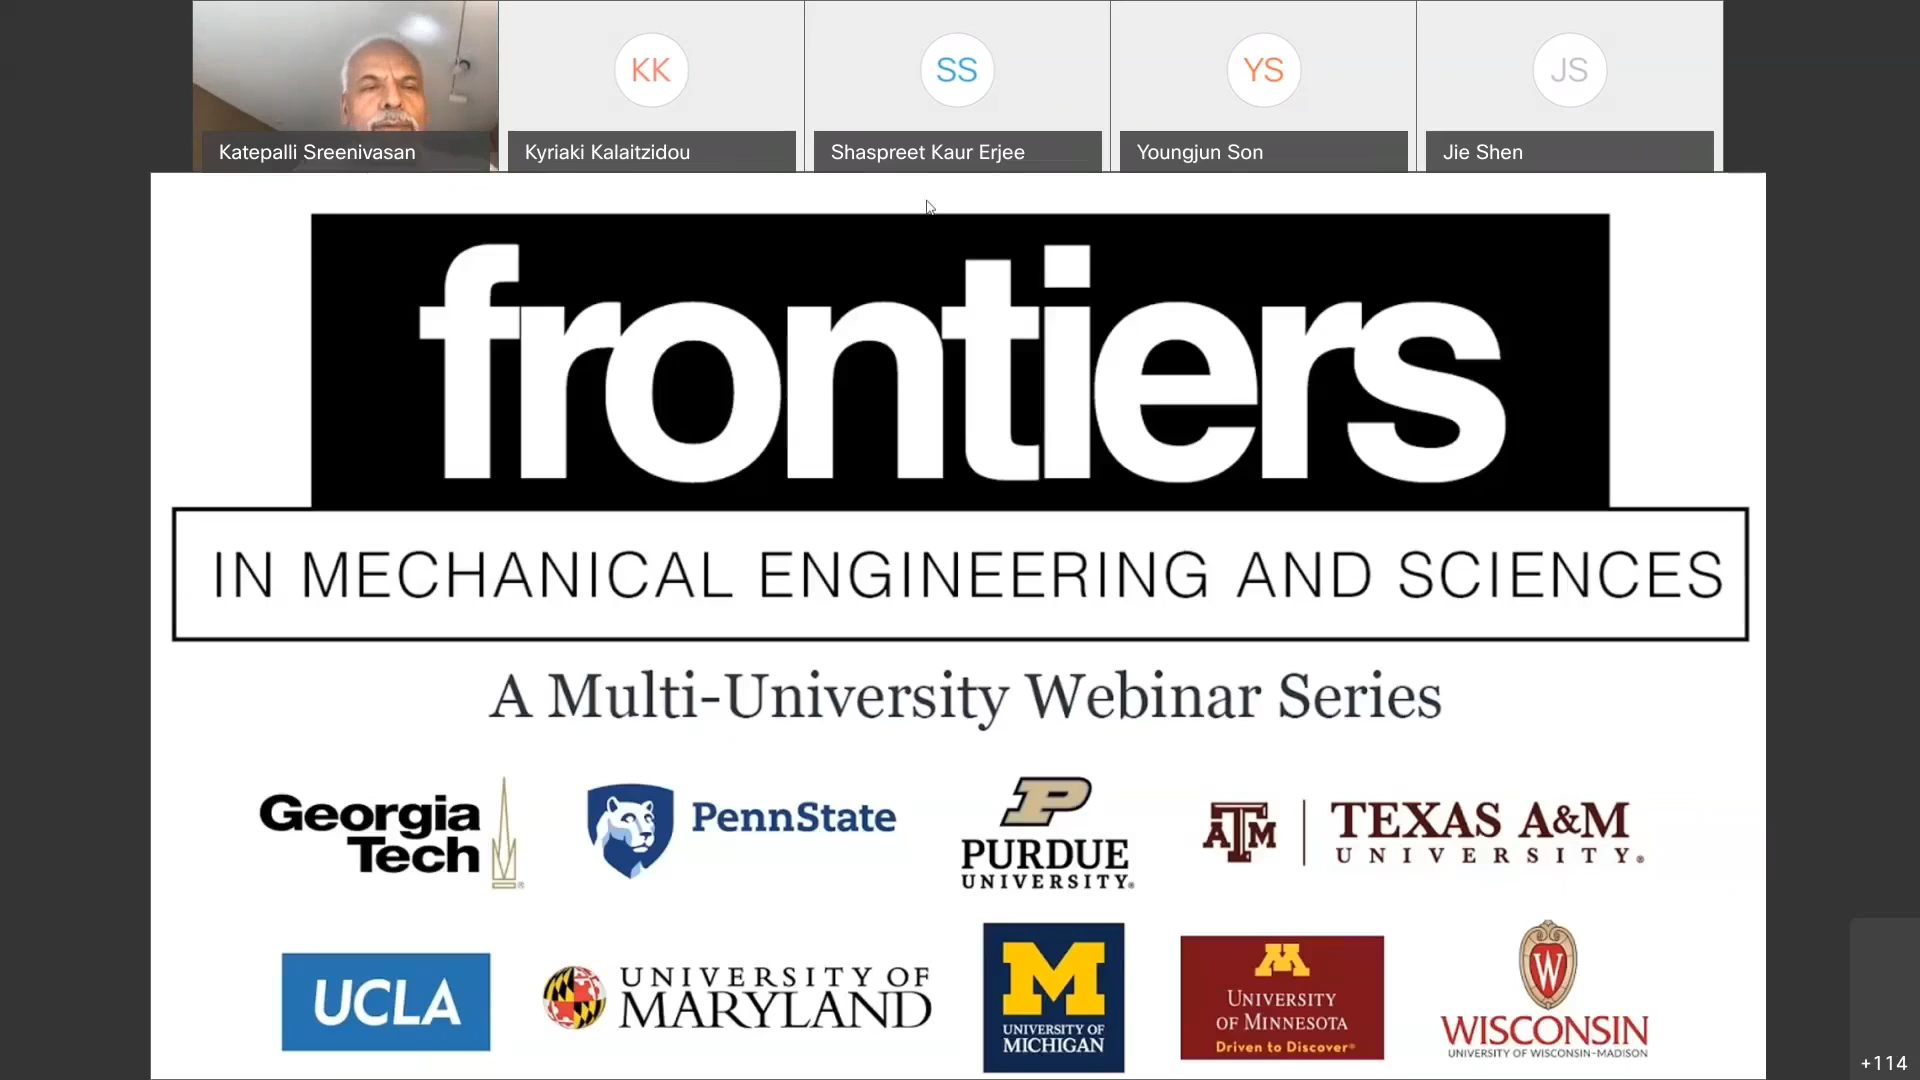 KK
SS
YS
JS
Katepalli Sreenivasan
Kyriaki Kalaitzidou
Shaspreet Kaur Erjee
Youngjun Son
Jie Shen
frontiers
IN MECHANICAL ENGINEERING AND SCIENCES
A Multi-University Webinar Series
Georgia
Tech
PennState
P
PURDUE
UNIVERSITY®
ATM
TEXAS A&M
UNIVERSITY®
UCLA
UNIVERSITY OF
MARYLAND
M
UNIVERSITY OF
MICHIGAN
M
UNIVERSITY
OF MINNESOTA
Driven to Discover®
W
WISCONSIN
UNIVERSITY OF WISCONSIN–MADISON
+114